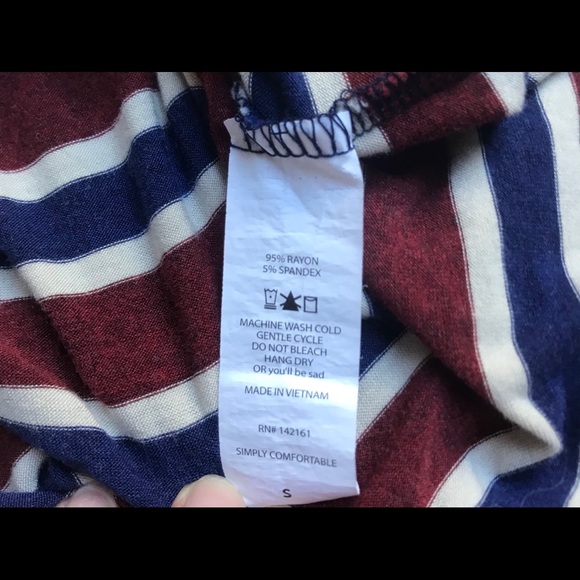 95% RAYON
5% SPANDEX
MACHINE WASH COLD
GENTLE CYCLE
DO NOT BLEACH
HANG DRY
OR you'll be sad
MADE IN VIETNAM
RN# 142161
SIMPLY COMFORTABLE
S